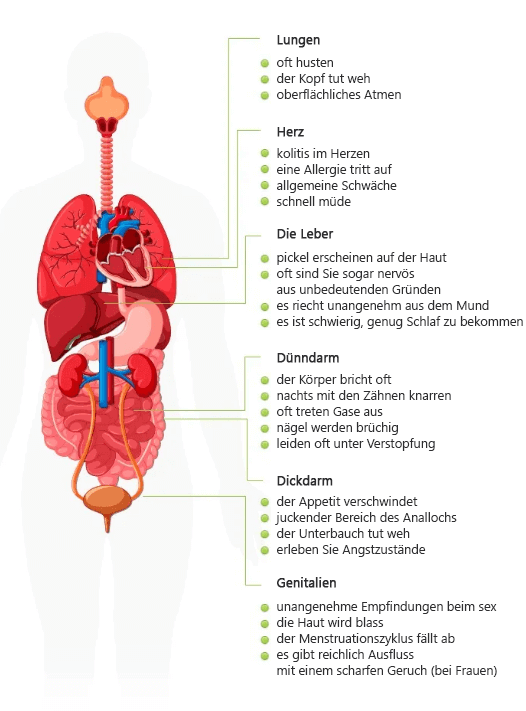 Lungen
oft husten
der Kopf tut weh
oberflächliches Atmen
Herz
kolitis im Herzen
eine Allergie tritt auf
allgemeine Schwäche
schnell müde
Die Leber
pickel erscheinen auf der Haut
oft sind Sie sogar nervös
aus unbedeutenden Gründen
es riecht unangenehm aus dem Mund
es ist schwierig, genug Schlaf zu bekommen
Dünndarm
der Körper bricht oft
nachts mit den Zähnen knarren
oft treten Gase aus
nägel werden brüchig
leiden oft unter Verstopfung
Dickdarm
der Appetit verschwindet
juckender Bereich des Anallochs
der Unterbauch tut weh
erleben Sie Angstzustände
Genitalien
unangenehme Empfindungen beim sex
die Haut wird blass
der Menstruationszyklus fällt ab
es gibt reichlich Ausfluss
mit einem scharfen Geruch (bei Frauen)